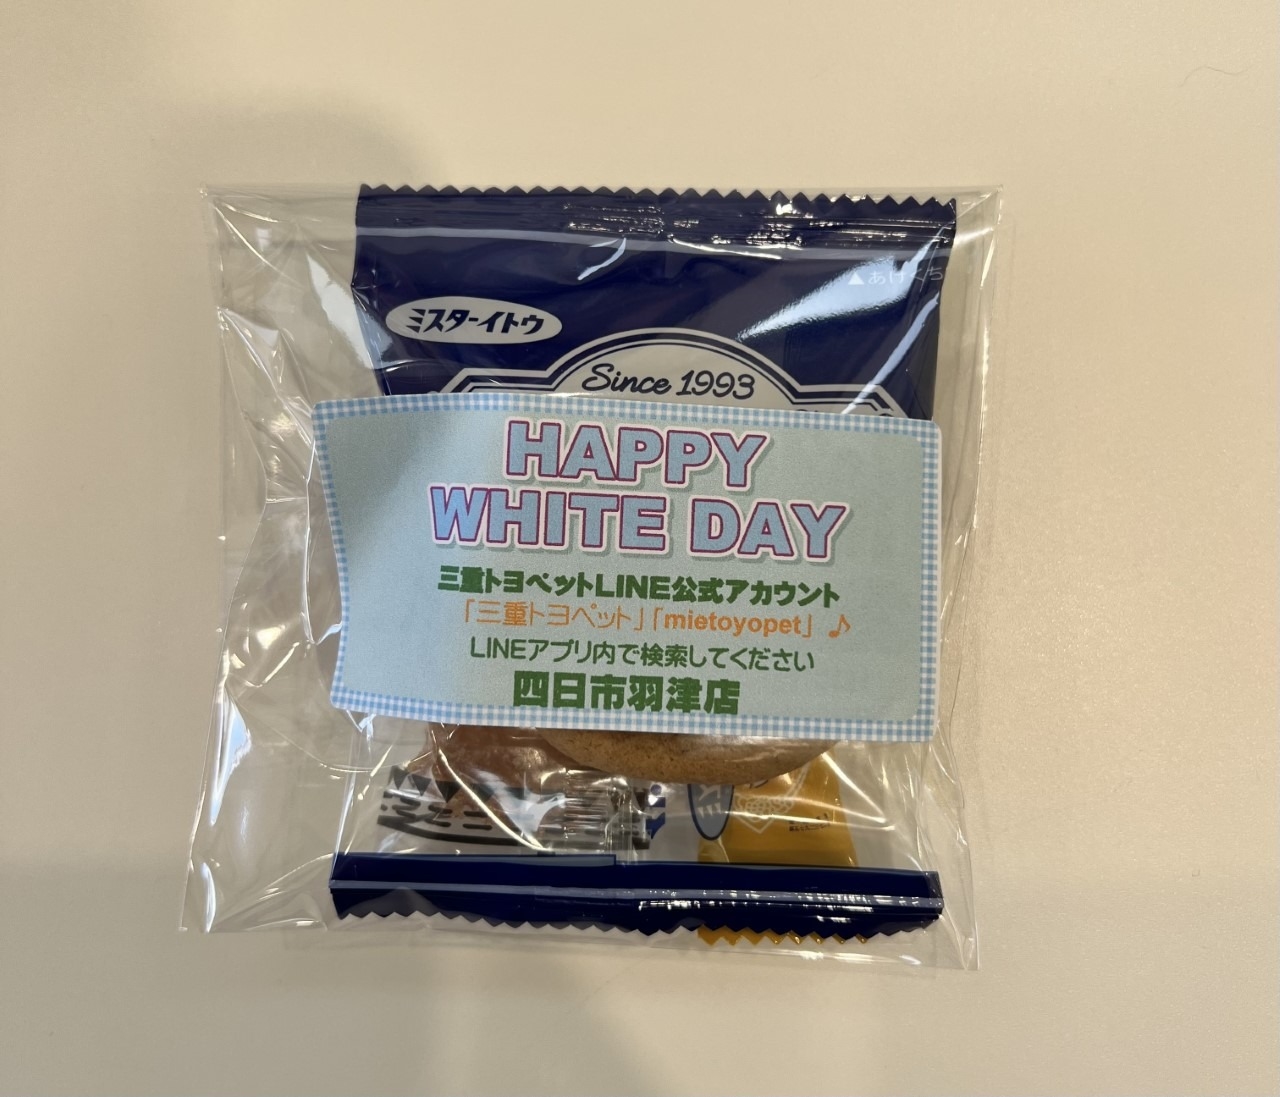 ▲あけくち
ミスターイトウ
Since 1993
HAPPY
WHITE DAY
三重トヨペットLINE公式アカウント
「三重トヨペット」「mietoyopet」♪
LINEアプリ内で検索してください
四日市羽津店